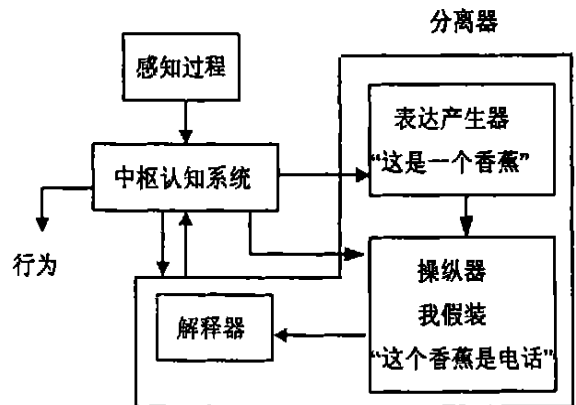 分离器
感知过程
表达产生器
“这是一个香蕉”
中枢认知系统
行为
操纵器
我假装
“这个香蕉是电话”
解释器